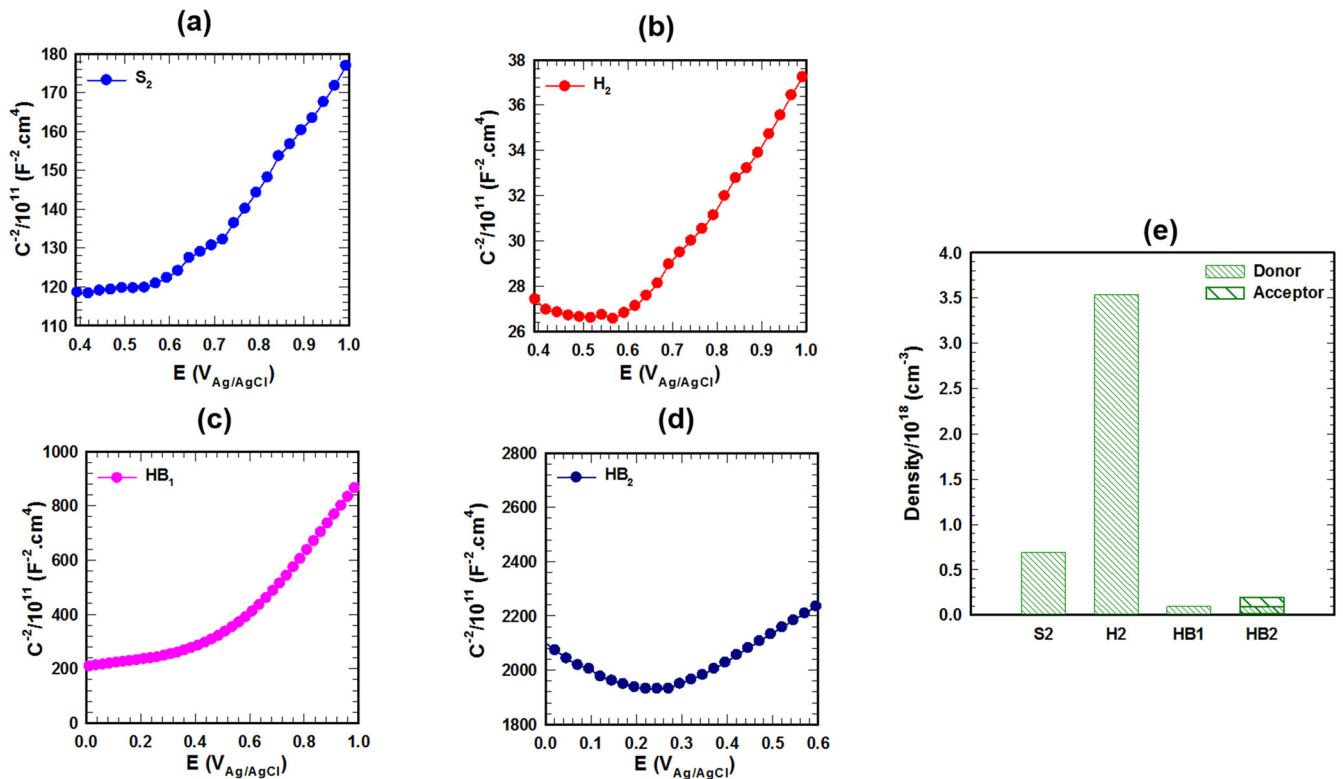 (a)
S₂
C⁻²/10¹¹ (F⁻².cm⁴)
180
170
160
150
140
130
120
110
0.4 0.5 0.6 0.7 0.8 0.9 1.0
E (V_Ag/AgCl)
(b)
H₂
C⁻²/10¹¹ (F⁻².cm⁴)
38
36
34
32
30
28
26
0.4 0.5 0.6 0.7 0.8 0.9 1.0
E (V_Ag/AgCl)
(c)
HB₁
C⁻²/10¹¹ (F⁻².cm⁴)
1000
800
600
400
200
0
0.0 0.2 0.4 0.6 0.8 1.0
E (V_Ag/AgCl)
(d)
HB₂
C⁻²/10¹¹ (F⁻².cm⁴)
2800
2600
2400
2200
2000
1800
0.0 0.1 0.2 0.3 0.4 0.5 0.6
E (V_Ag/AgCl)
(e)
Donor
Acceptor
Density/10¹⁸ (cm⁻³)
4.0
3.5
3.0
2.5
2.0
1.5
1.0
0.5
0.0
S2 H2 HB1 HB2